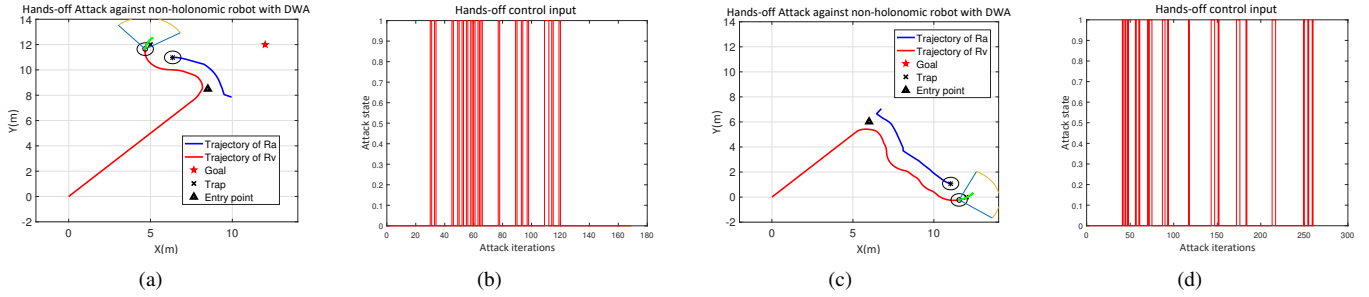 Hands-off Attack against non-holonomic robot with DWA
14
12
10
8
6
4
2
0
-2
Y(m)
0
5
10
X(m)
Trajectory of Ra
Trajectory of Rv
Goal
Trap
Entry point
(a)
Hands-off control input
1
0.9
0.8
0.7
0.6
0.5
0.4
0.3
0.2
0.1
0
Attack state
0
20
40
60
80
100
120
140
160
180
Attack iterations
(b)
Hands-off Attack against non-holonomic robot with DWA
14
12
10
8
6
4
2
0
-2
Y(m)
0
5
10
X(m)
Trajectory of Ra
Trajectory of Rv
Goal
Trap
Entry point
(c)
Hands-off control input
1
0.9
0.8
0.7
0.6
0.5
0.4
0.3
0.2
0.1
0
Attack state
0
50
100
150
200
250
300
Attack iterations
(d)